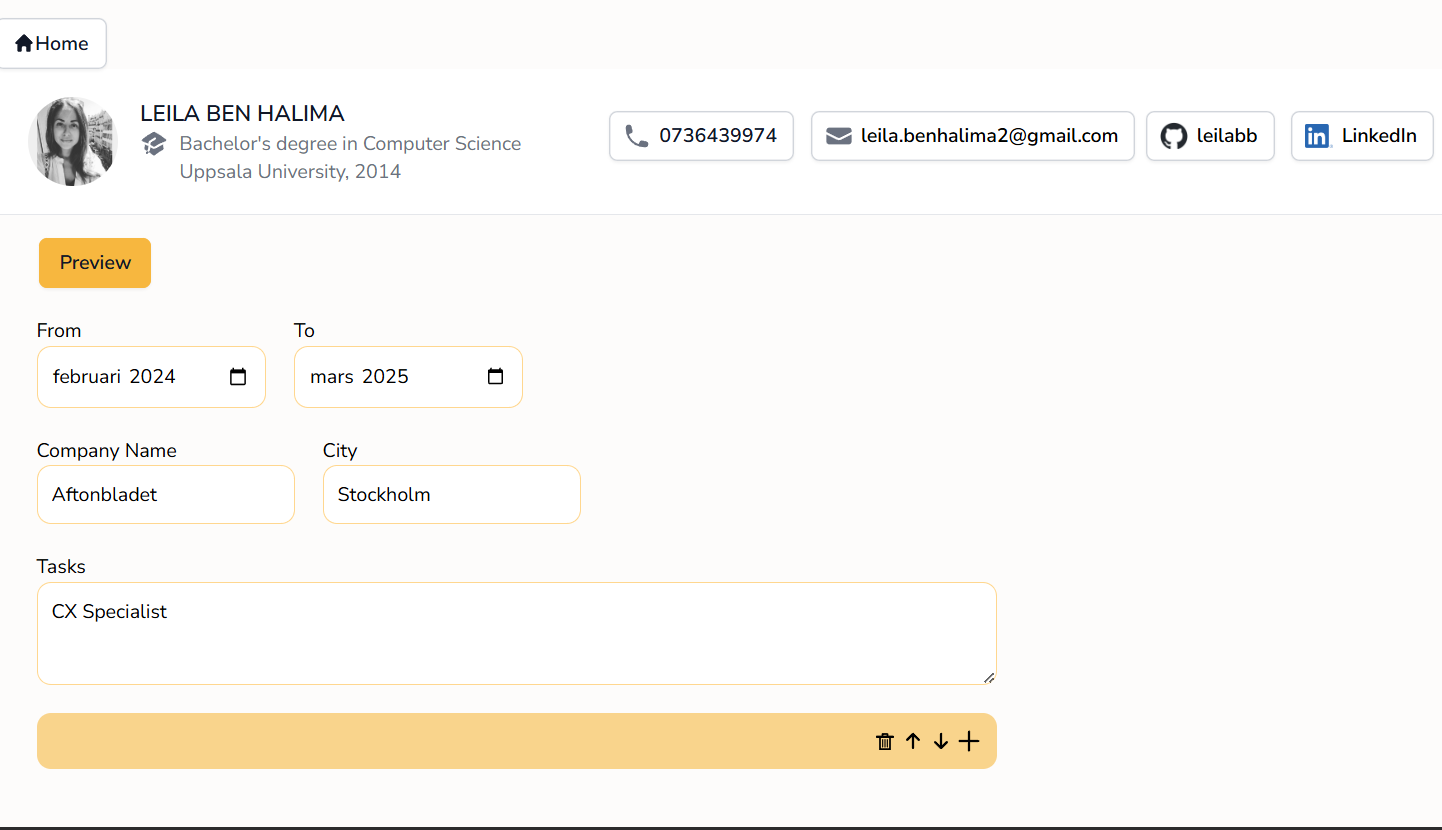 Home
LEILA BEN HALIMA
Bachelor's degree in Computer Science
Uppsala University, 2014
0736439974
leila.benhalima2@gmail.com
leilabb
in LinkedIn
Preview
From To
februari 2024 mars 2025
Company Name City
Aftonbladet Stockholm
Tasks
CX Specialist